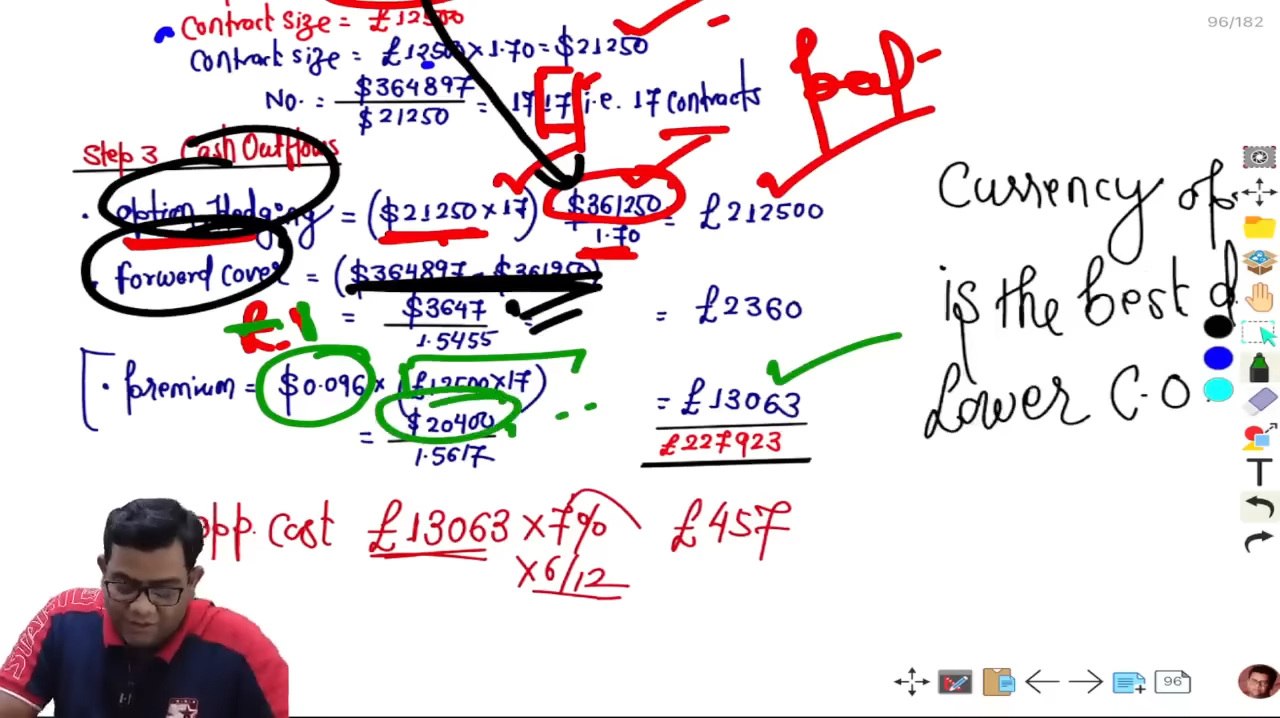 96/182
Contract size = £12500
Contract size = £12500 × 1.70 = $21250
No. = $364897 / $21250 = 17.17 i.e. 17 contracts
Step 3 Cash Outflows
· Option Hedging = ($21250 × 17) $361250 / 1.70 = £212500
· forward cover = ($364897 - $361250)
= $3647 / 1.5455 = £2360
· premium = $0.096 × (£12500 × 17)
= $20400 / 1.5617 = £13063
£227923
opp. cost £13063 × 7% × 6/12 £457
Currency op
is the best d
Lower C.O
96